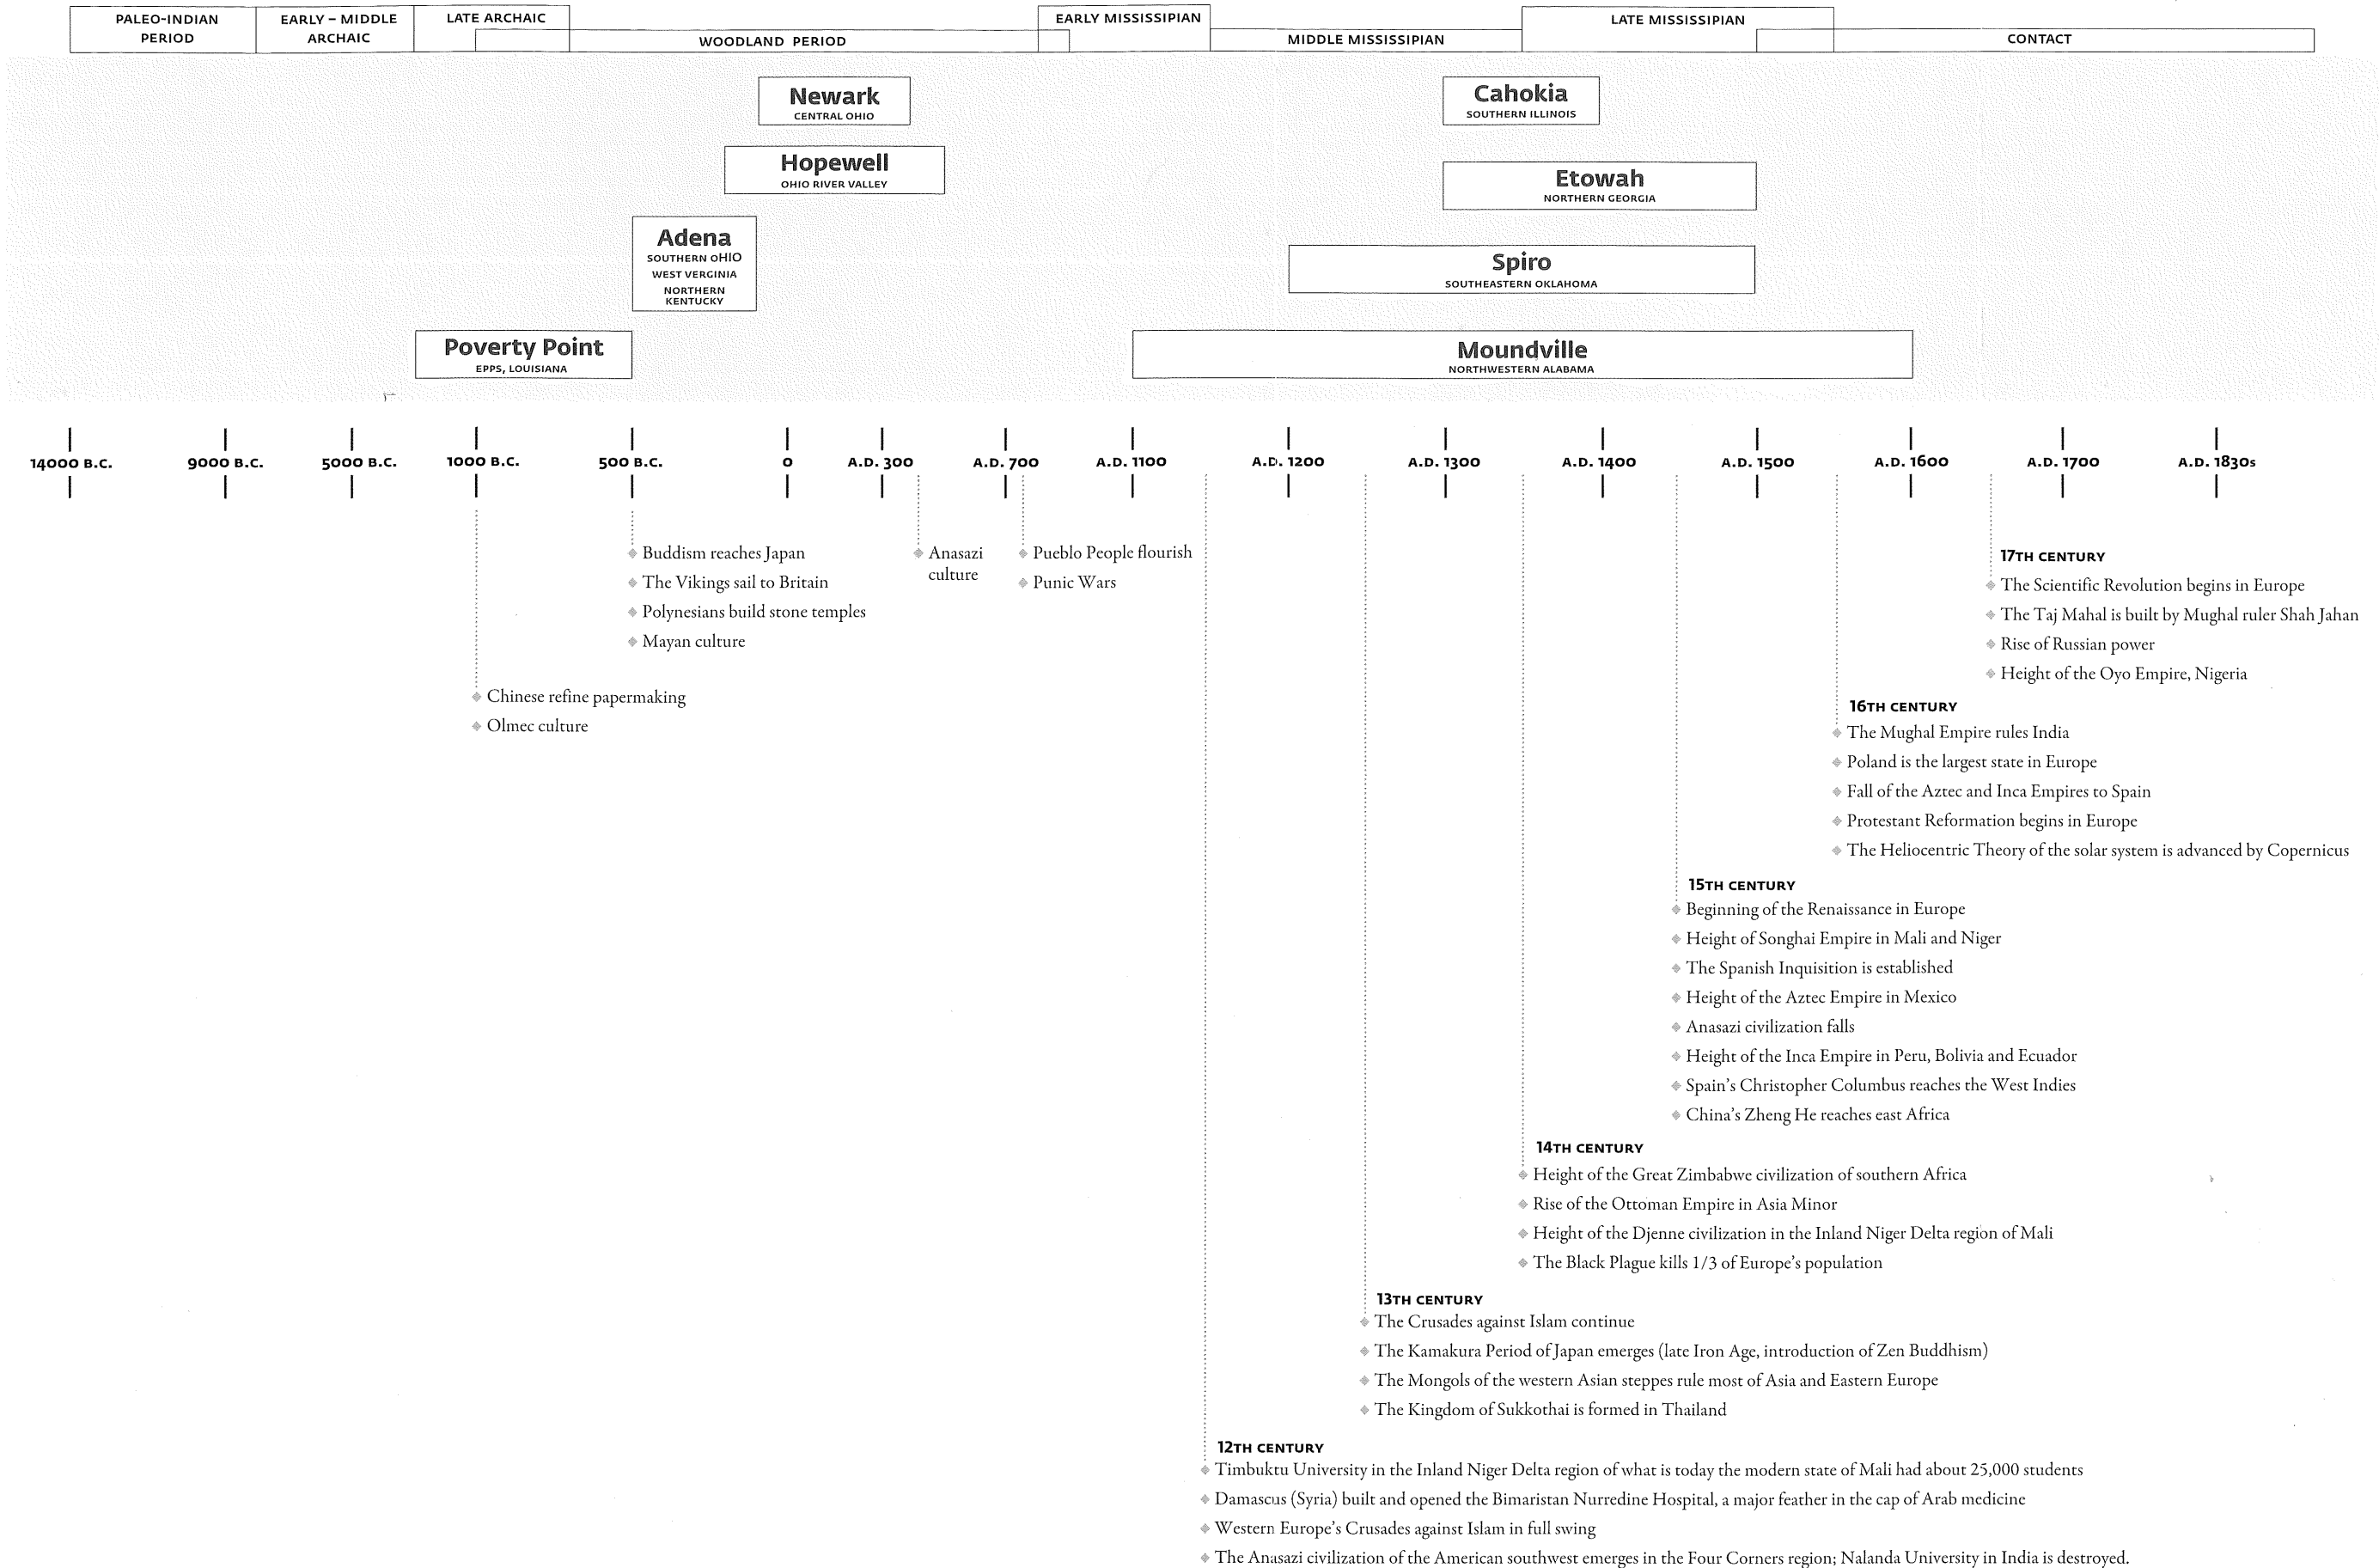 PALEO-INDIAN
PERIOD
EARLY – MIDDLE
ARCHAIC
LATE ARCHAIC
WOODLAND PERIOD
EARLY MISSISSIPIAN
MIDDLE MISSISSIPIAN
LATE MISSISSIPIAN
CONTACT
Newark
CENTRAL OHIO
Cahokia
SOUTHERN ILLINOIS
Hopewell
OHIO RIVER VALLEY
Etowah
NORTHERN GEORGIA
Adena
SOUTHERN OHIO
WEST VERGINIA
NORTHERN
KENTUCKY
Spiro
SOUTHEASTERN OKLAHOMA
Poverty Point
EPPS, LOUISIANA
Moundville
NORTHWESTERN ALABAMA
14000 B.C.
9000 B.C.
5000 B.C.
1000 B.C.
500 B.C.
0
A.D. 300
A.D. 700
A.D. 1100
A.D. 1200
A.D. 1300
A.D. 1400
A.D. 1500
A.D. 1600
A.D. 1700
A.D. 1830s
Buddism reaches Japan
The Vikings sail to Britain
Polynesians build stone temples
Mayan culture
Chinese refine papermaking
Olmec culture
Anasazi
culture
Pueblo People flourish
Punic Wars
17TH CENTURY
The Scientific Revolution begins in Europe
The Taj Mahal is built by Mughal ruler Shah Jahan
Rise of Russian power
Height of the Oyo Empire, Nigeria
16TH CENTURY
The Mughal Empire rules India
Poland is the largest state in Europe
Fall of the Aztec and Inca Empires to Spain
Protestant Reformation begins in Europe
The Heliocentric Theory of the solar system is advanced by Copernicus
15TH CENTURY
Beginning of the Renaissance in Europe
Height of Songhai Empire in Mali and Niger
The Spanish Inquisition is established
Height of the Aztec Empire in Mexico
Anasazi civilization falls
Height of the Inca Empire in Peru, Bolivia and Ecuador
Spain's Christopher Columbus reaches the West Indies
China's Zheng He reaches east Africa
14TH CENTURY
Height of the Great Zimbabwe civilization of southern Africa
Rise of the Ottoman Empire in Asia Minor
Height of the Djenne civilization in the Inland Niger Delta region of Mali
The Black Plague kills 1/3 of Europe's population
13TH CENTURY
The Crusades against Islam continue
The Kamakura Period of Japan emerges (late Iron Age, introduction of Zen Buddhism)
The Mongols of the western Asian steppes rule most of Asia and Eastern Europe
The Kingdom of Sukkothai is formed in Thailand
12TH CENTURY
Timbuktu University in the Inland Niger Delta region of what is today the modern state of Mali had about 25,000 students
Damascus (Syria) built and opened the Bimaristan Nurredine Hospital, a major feather in the cap of Arab medicine
Western Europe's Crusades against Islam in full swing
The Anasazi civilization of the American southwest emerges in the Four Corners region; Nalanda University in India is destroyed.